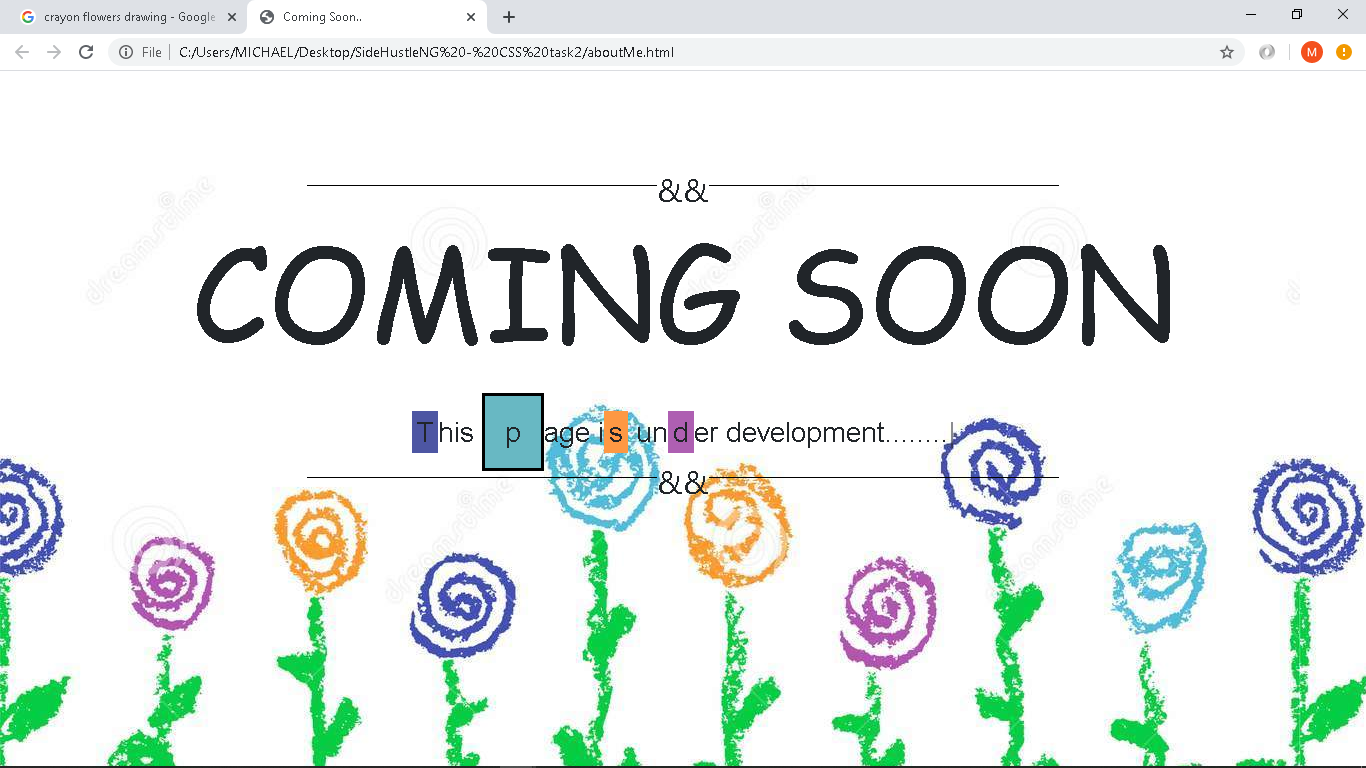 crayon flowers drawing - Google
Coming Soon..
File
C:/Users/MICHAEL/Desktop/SideHustleNG%20-%20CSS%20task2/aboutMe.html
M
&&
COMING SOON
This page is under development........|
&&
dreamstime
dreamstime
dreamstime
dreamstime
d